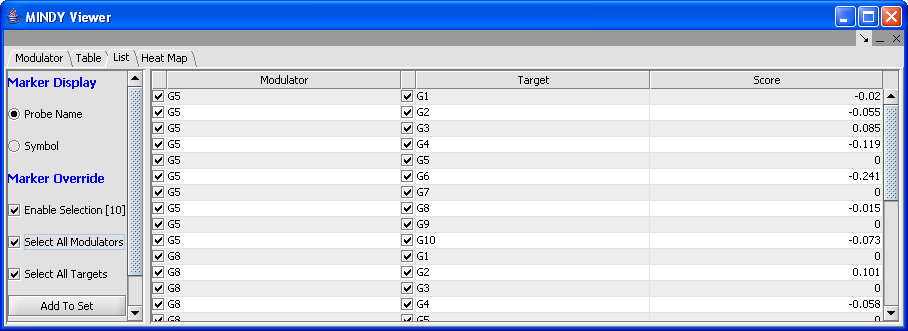 MINDY Viewer
Modulator Table List Heat Map
Marker Display
Probe Name
Symbol
Marker Override
Enable Selection [10]
Select All Modulators
Select All Targets
Add To Set
Modulator Target Score
G5 G1 -0.02
G5 G2 -0.055
G5 G3 0.085
G5 G4 -0.119
G5 G5 0
G5 G6 -0.241
G5 G7 0
G5 G8 -0.015
G5 G9 0
G5 G10 -0.073
G8 G1 0
G8 G2 0.101
G8 G3 0
G8 G4 -0.058
G8 G5 0